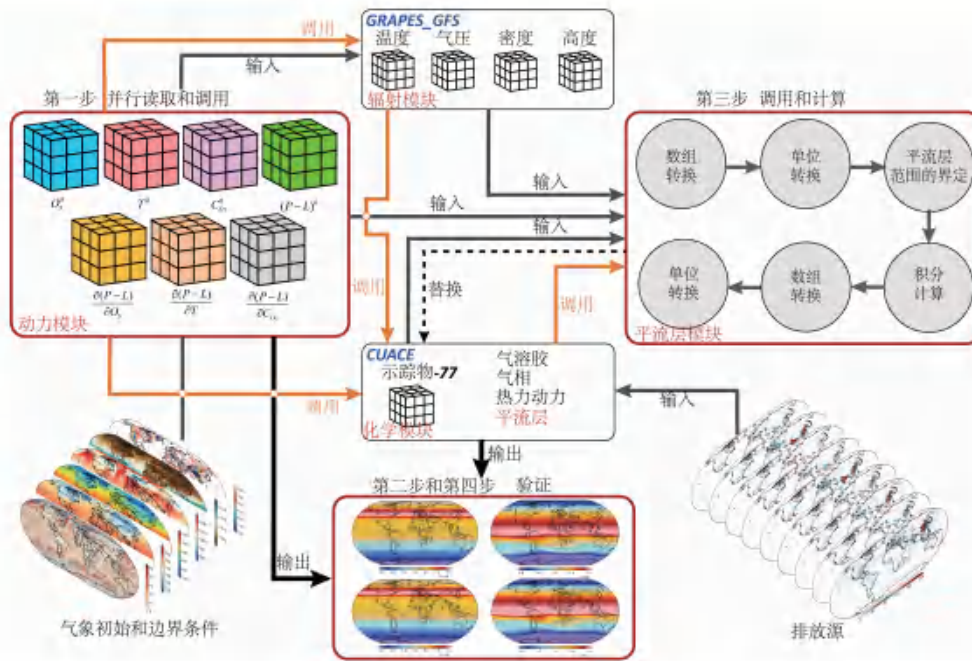 GRAPES_GFS
温度 气压 密度 高度
辐射模块
调用
输入
第一步 并行读取和调用
(P−L)
∂(P−L)
∂(P−L)
∂(P−L)
动力模块
第三步 调用和计算
数组
转换
单位
转换
平流层
范围的界定
单位
转换
数组
转换
积分
计算
平流层模块
输入
输入
输入
调用
替换
调用
CUACE
示踪物-77
气溶胶
气相
热力动力
平流层
化学模块
调用
输入
输出
第二步和第四步 验证
输出
气象初始和边界条件
排放源